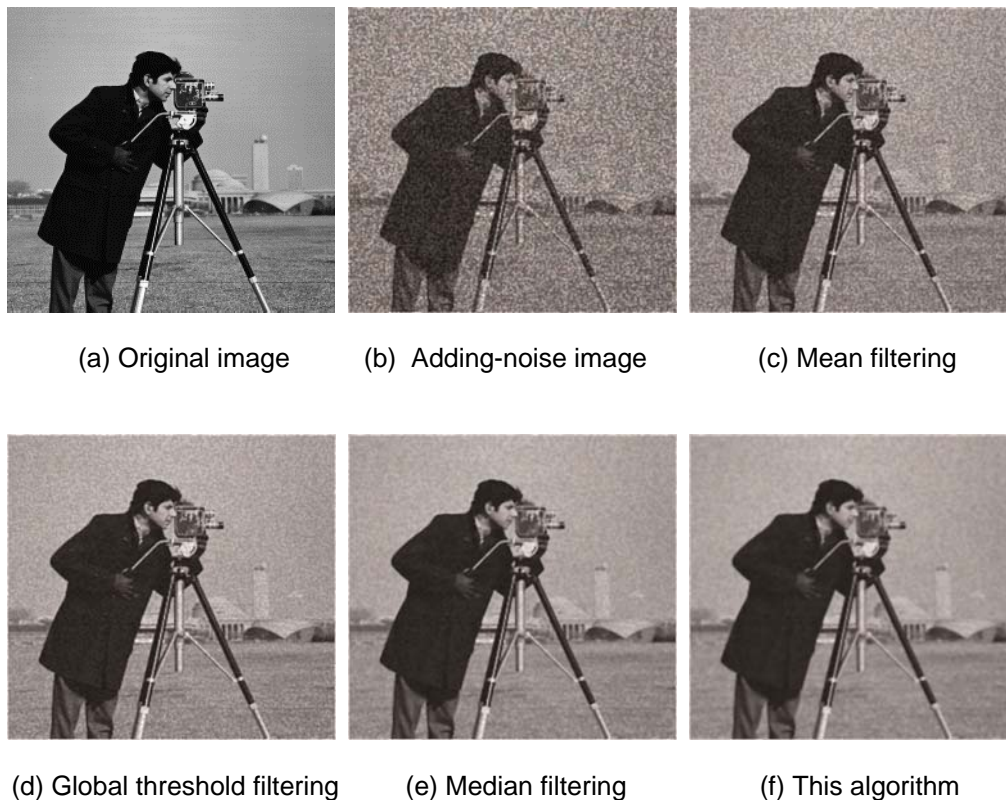 (a) Original image
(b) Adding-noise image
(c) Mean filtering
(d) Global threshold filtering
(e) Median filtering
(f) This algorithm